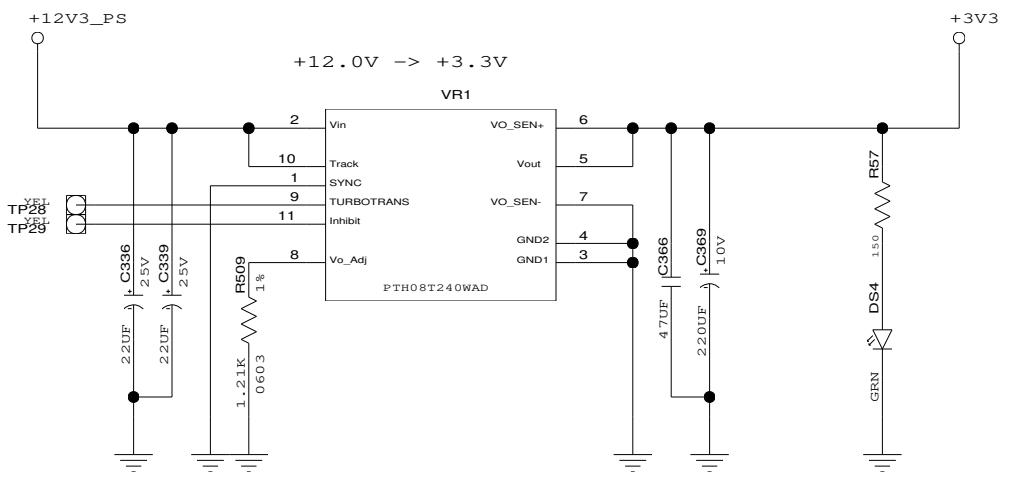 +12V3_PS
+3V3
+12.0V -> +3.3V
VR1
2 Vin VO_SEN+ 6
10 Track Vout 5
1 SYNC
9 TURBOTRANS VO_SEN- 7
11 Inhibit
GND2 4
8 Vo_Adj GND1 3
PTH08T240WAD
YEL
TP28
YEL
TP29
C336
25V
22UF
C339
25V
22UF
R509
1%
1.21K
0603
C366
47UF
C369
10V
220UF
R57
150
DS4
GRN